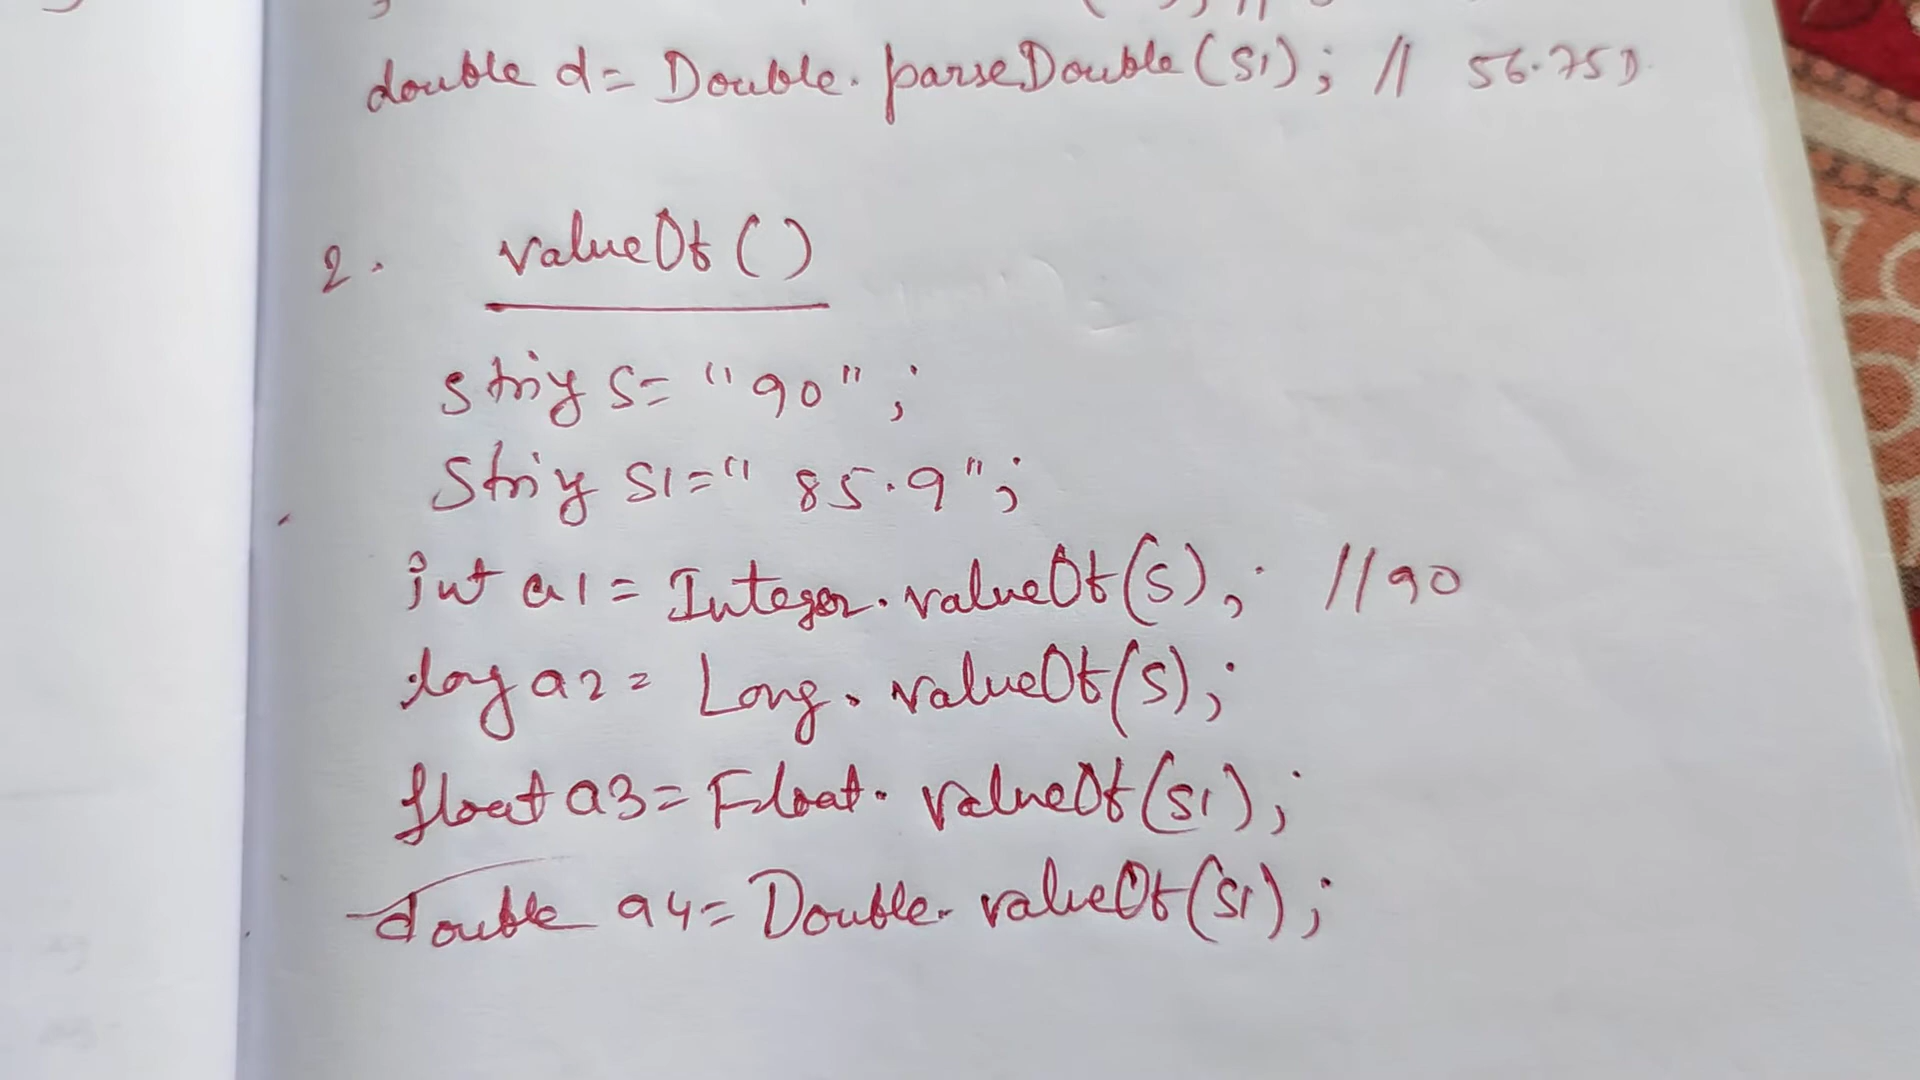 double d= Double.parseDouble(S1); // 56.75D
2. valueOf()
String S= "90";
String S1=" 85.9";
int a1 = Integer.valueOf(S); //90
long a2 = Long.valueOf(S);
float a3= Float.valueOf(S1);
double a4= Double.valueOf(S1);